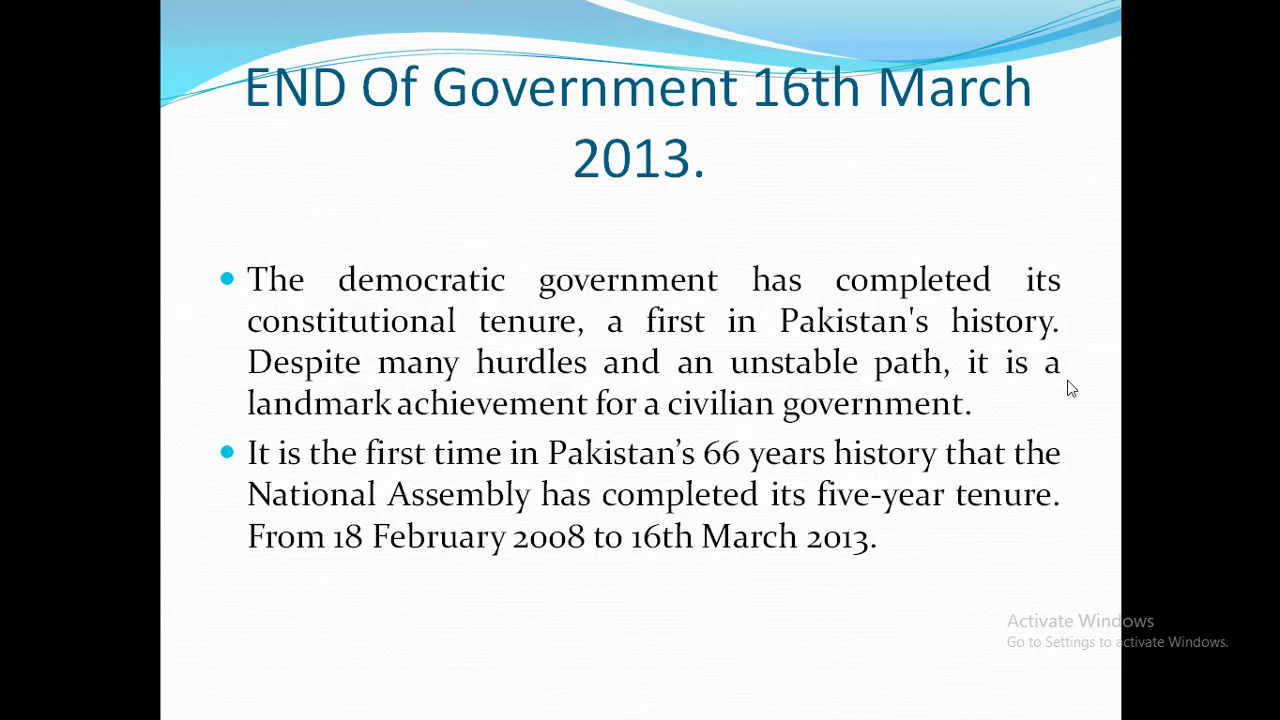 END Of Government 16th March
2013.
The democratic government has completed its
constitutional tenure, a first in Pakistan's history.
Despite many hurdles and an unstable path, it is a
landmark achievement for a civilian government.
It is the first time in Pakistan’s 66 years history that the
National Assembly has completed its five-year tenure.
From 18 February 2008 to 16th March 2013.
Activate Windows
Go to Settings to activate Windows.